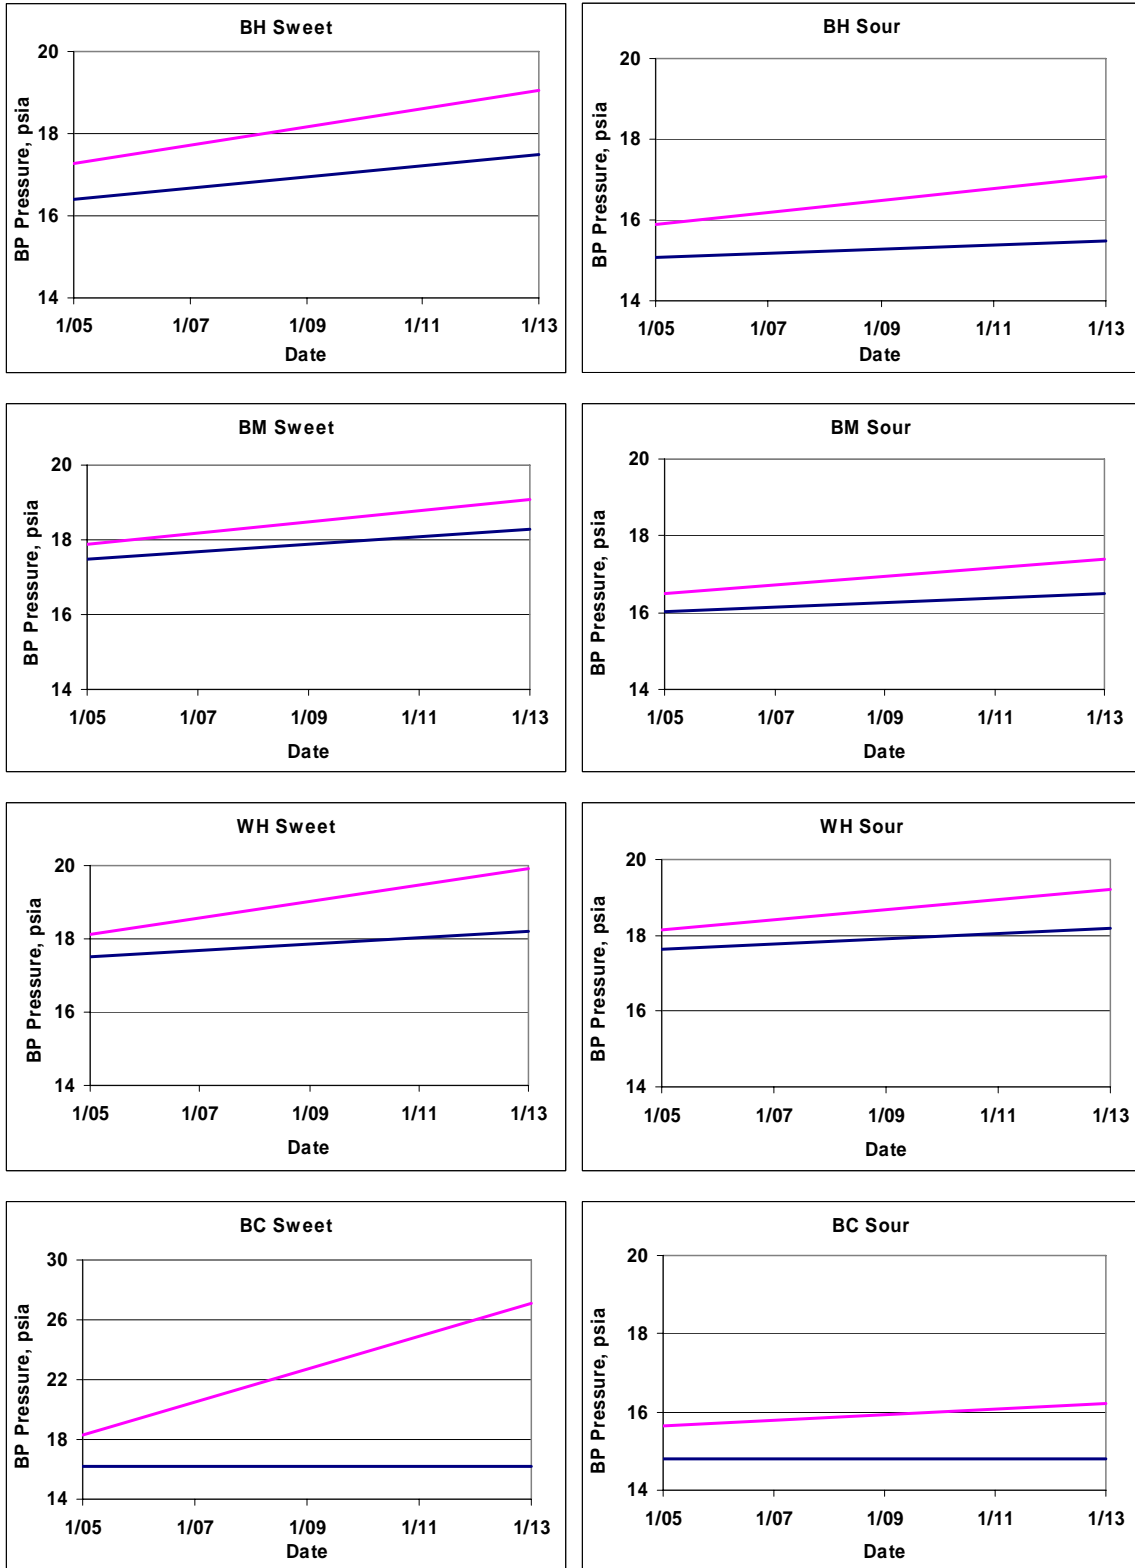 BH Sweet
20
18
16
14
BP Pressure, psia
1/05 1/07 1/09 1/11 1/13
Date
BH Sour
20
18
16
14
BP Pressure, psia
1/05 1/07 1/09 1/11 1/13
Date
BM Sweet
20
18
16
14
BP Pressure, psia
1/05 1/07 1/09 1/11 1/13
Date
BM Sour
20
18
16
14
BP Pressure, psia
1/05 1/07 1/09 1/11 1/13
Date
WH Sweet
20
18
16
14
BP Pressure, psia
1/05 1/07 1/09 1/11 1/13
Date
WH Sour
20
18
16
14
BP Pressure, psia
1/05 1/07 1/09 1/11 1/13
Date
BC Sweet
30
26
22
18
14
BP Pressure, psia
1/05 1/07 1/09 1/11 1/13
Date
BC Sour
20
18
16
14
BP Pressure, psia
1/05 1/07 1/09 1/11 1/13
Date